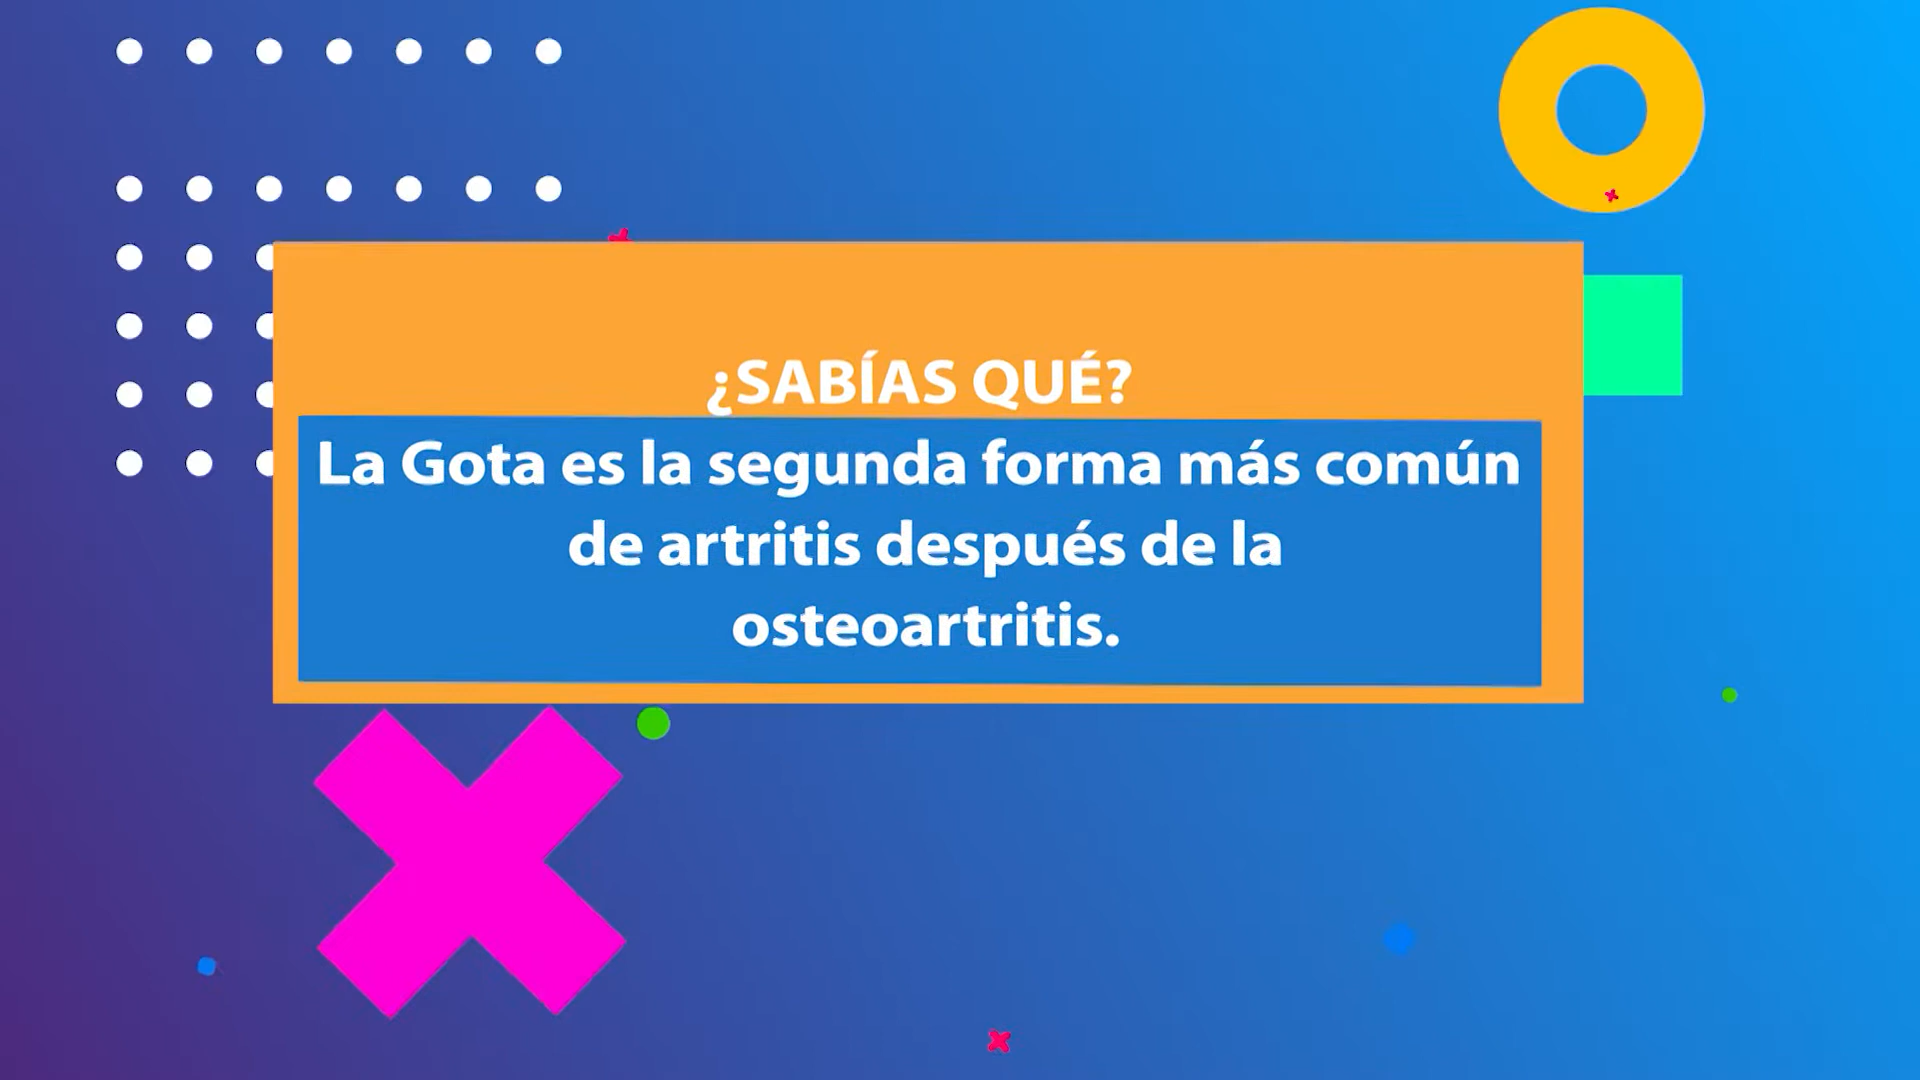 ¿SABÍAS QUÉ?
La Gota es la segunda forma más común
de artritis después de la
osteoartritis.